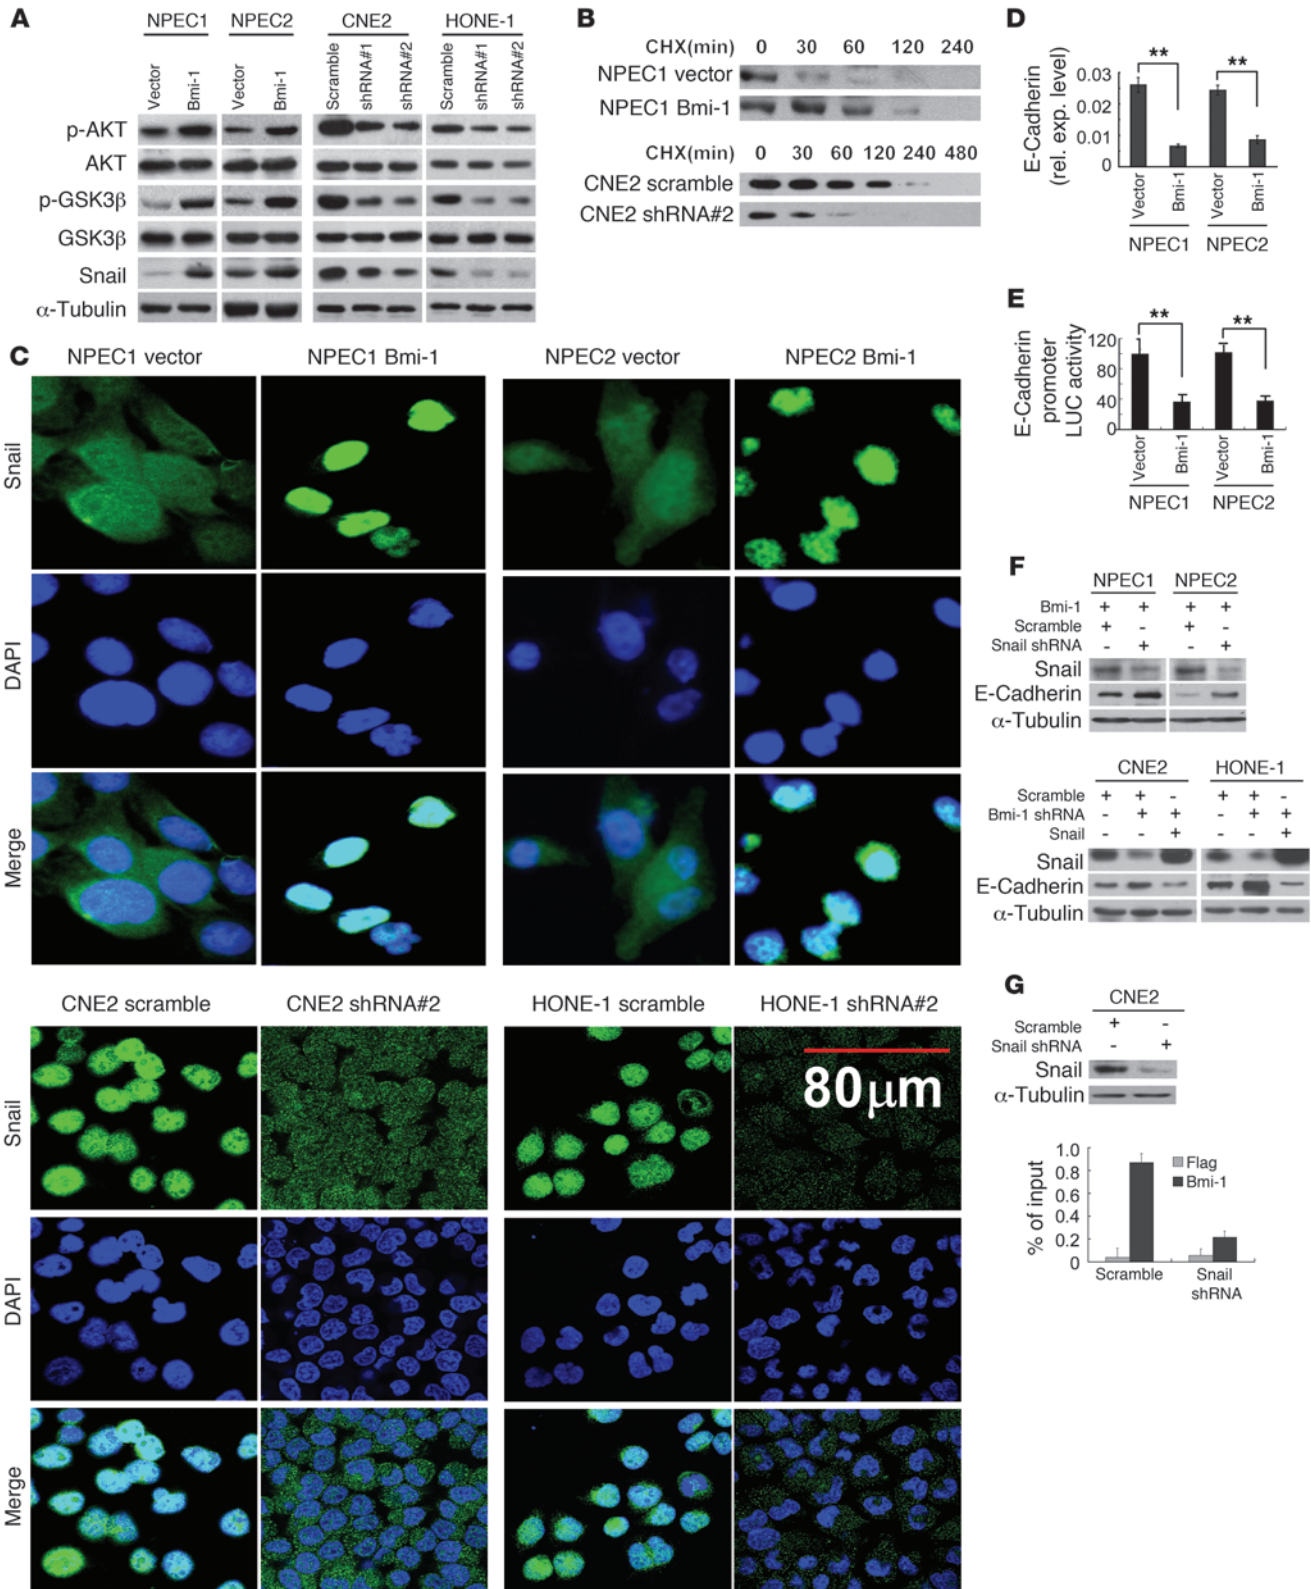 A
NPEC1 NPEC2 CNE2 HONE-1
Vector Bmi-1 Vector Bmi-1 Scramble shRNA#1 shRNA#2 Scramble shRNA#1 shRNA#2
p-AKT
AKT
p-GSK3β
GSK3β
Snail
α-Tubulin
B
CHX(min) 0 30 60 120 240
NPEC1 vector
NPEC1 Bmi-1
CHX(min) 0 30 60 120 240 480
CNE2 scramble
CNE2 shRNA#2
C
NPEC1 vector NPEC1 Bmi-1 NPEC2 vector NPEC2 Bmi-1
Snail
DAPI
Merge
CNE2 scramble CNE2 shRNA#2 HONE-1 scramble HONE-1 shRNA#2
Snail
80µm
DAPI
Merge
D
E-Cadherin
(rel. exp. level)
0.03
0.02
0.01
0
** **
Vector Bmi-1 Vector Bmi-1
NPEC1 NPEC2
E
E-Cadherin
promoter
LUC activity
120
80
40
0
** **
Vector Bmi-1 Vector Bmi-1
NPEC1 NPEC2
F
NPEC1 NPEC2
Bmi-1 + + + +
Scramble + - + -
Snail shRNA - + - +
Snail
E-Cadherin
α-Tubulin
CNE2 HONE-1
Scramble + + - + + -
Bmi-1 shRNA - + + - + +
Snail - - + - - +
Snail
E-Cadherin
α-Tubulin
G
CNE2
Scramble + -
Snail shRNA - +
Snail
α-Tubulin
% of input
1.0
0.8
0.6
0.4
0.2
0
Flag
Bmi-1
Scramble Snail
shRNA